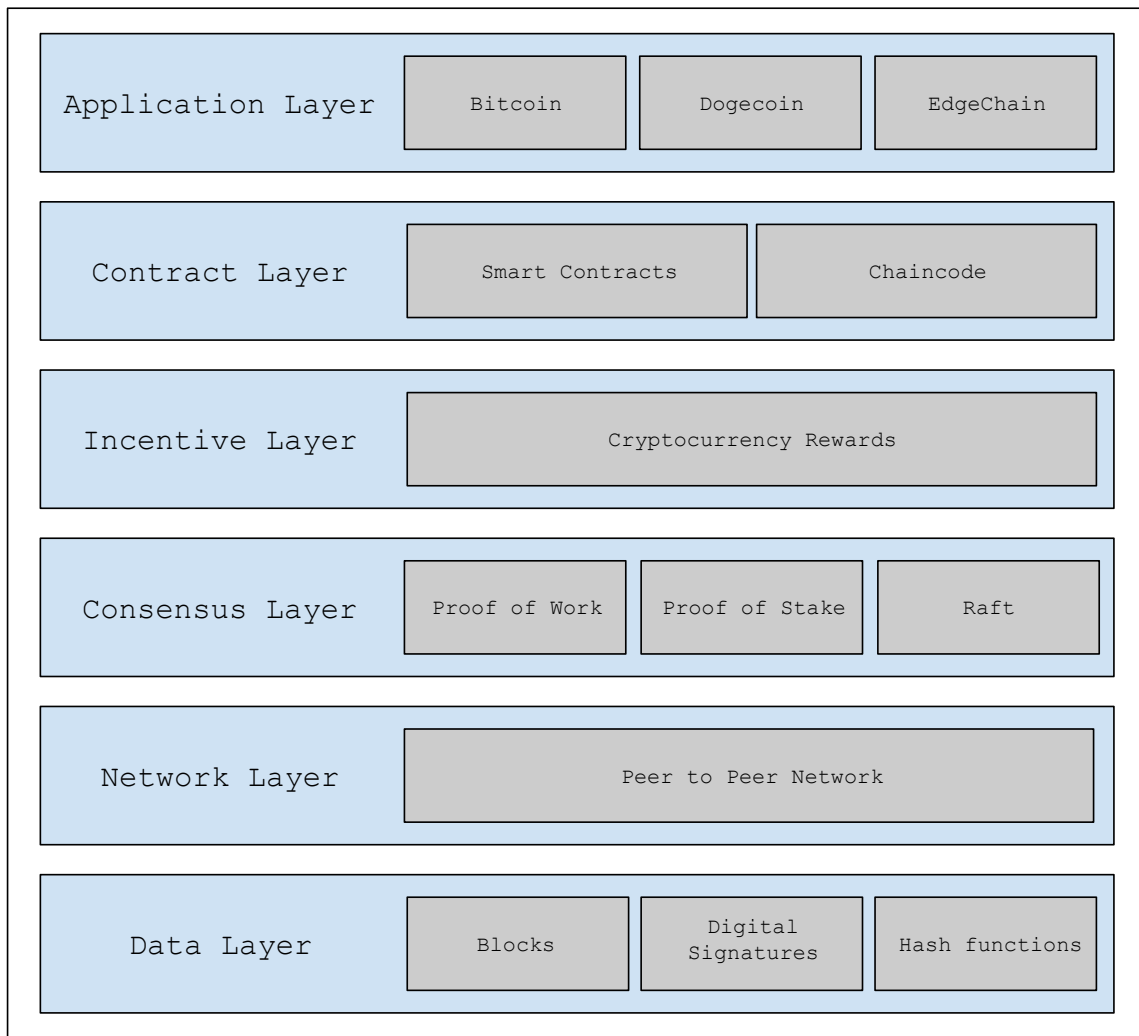 Application Layer
Bitcoin
Dogecoin
EdgeChain
Contract Layer
Smart Contracts
Chaincode
Incentive Layer
Cryptocurrency Rewards
Consensus Layer
Proof of Work
Proof of Stake
Raft
Network Layer
Peer to Peer Network
Data Layer
Blocks
Digital
Signatures
Hash functions